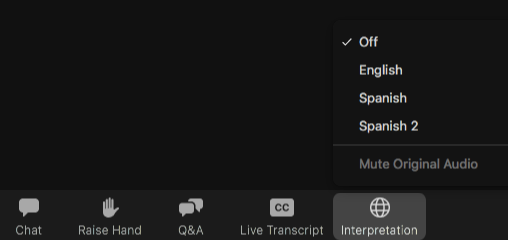 Off
English
Spanish
Spanish 2
Mute Original Audio
Chat
Raise Hand
Q&A
CC
Live Transcript
Interpretation